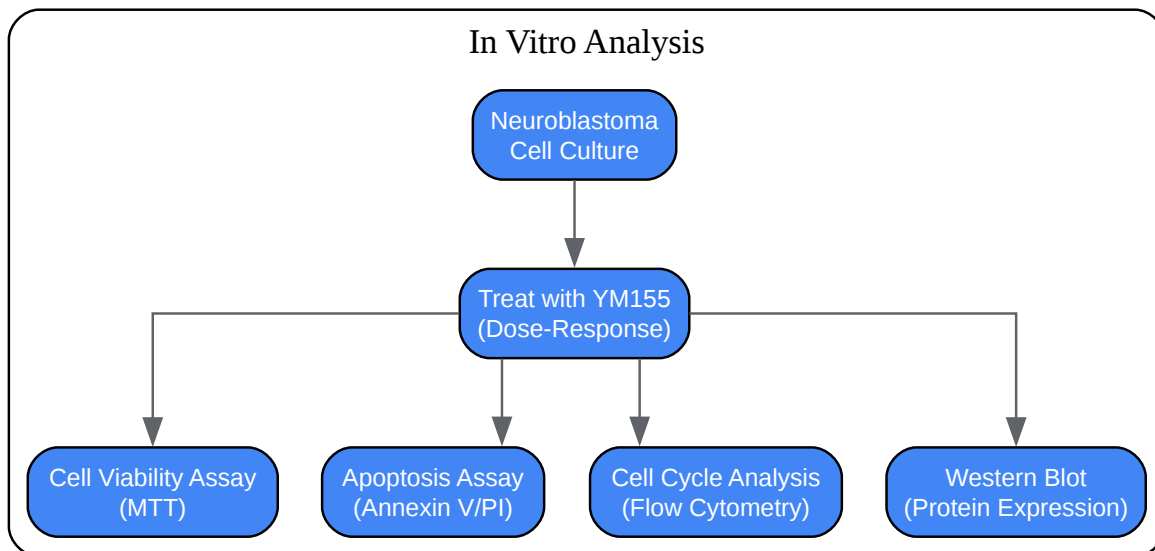 In Vitro Analysis
Neuroblastoma
Cell Culture
Treat with YM155
(Dose-Response)
Cell Viability Assay
(MTT)
Apoptosis Assay
(Annexin V/PI)
Cell Cycle Analysis
(Flow Cytometry)
Western Blot
(Protein Expression)